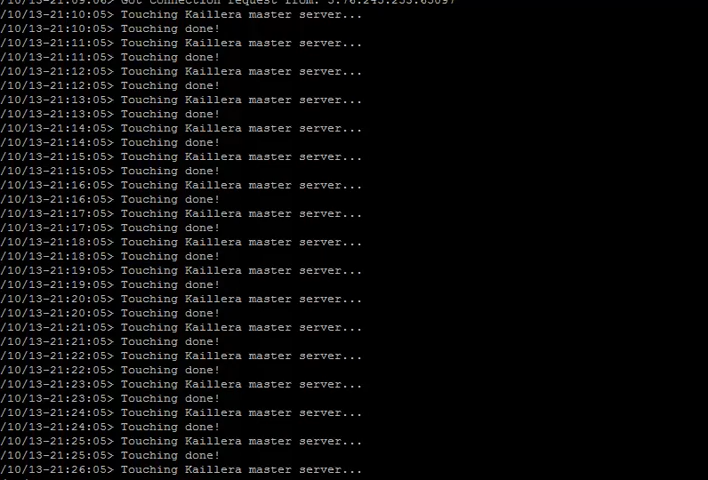 /10/13-21:09:06> Got connection request from:
/10/13-21:10:05> Touching Kaillera master server...
/10/13-21:10:05> Touching done!
/10/13-21:11:05> Touching Kaillera master server...
/10/13-21:11:05> Touching done!
/10/13-21:12:05> Touching Kaillera master server...
/10/13-21:12:05> Touching done!
/10/13-21:13:05> Touching Kaillera master server...
/10/13-21:13:05> Touching done!
/10/13-21:14:05> Touching Kaillera master server...
/10/13-21:14:05> Touching done!
/10/13-21:15:05> Touching Kaillera master server...
/10/13-21:15:05> Touching done!
/10/13-21:16:05> Touching Kaillera master server...
/10/13-21:16:05> Touching done!
/10/13-21:17:05> Touching Kaillera master server...
/10/13-21:17:05> Touching done!
/10/13-21:18:05> Touching Kaillera master server...
/10/13-21:18:05> Touching done!
/10/13-21:19:05> Touching Kaillera master server...
/10/13-21:19:05> Touching done!
/10/13-21:20:05> Touching Kaillera master server...
/10/13-21:20:05> Touching done!
/10/13-21:21:05> Touching Kaillera master server...
/10/13-21:21:05> Touching done!
/10/13-21:22:05> Touching Kaillera master server...
/10/13-21:22:05> Touching done!
/10/13-21:23:05> Touching Kaillera master server...
/10/13-21:23:05> Touching done!
/10/13-21:24:05> Touching Kaillera master server...
/10/13-21:24:05> Touching done!
/10/13-21:25:05> Touching Kaillera master server...
/10/13-21:25:05> Touching done!
/10/13-21:26:05> Touching Kaillera master server...